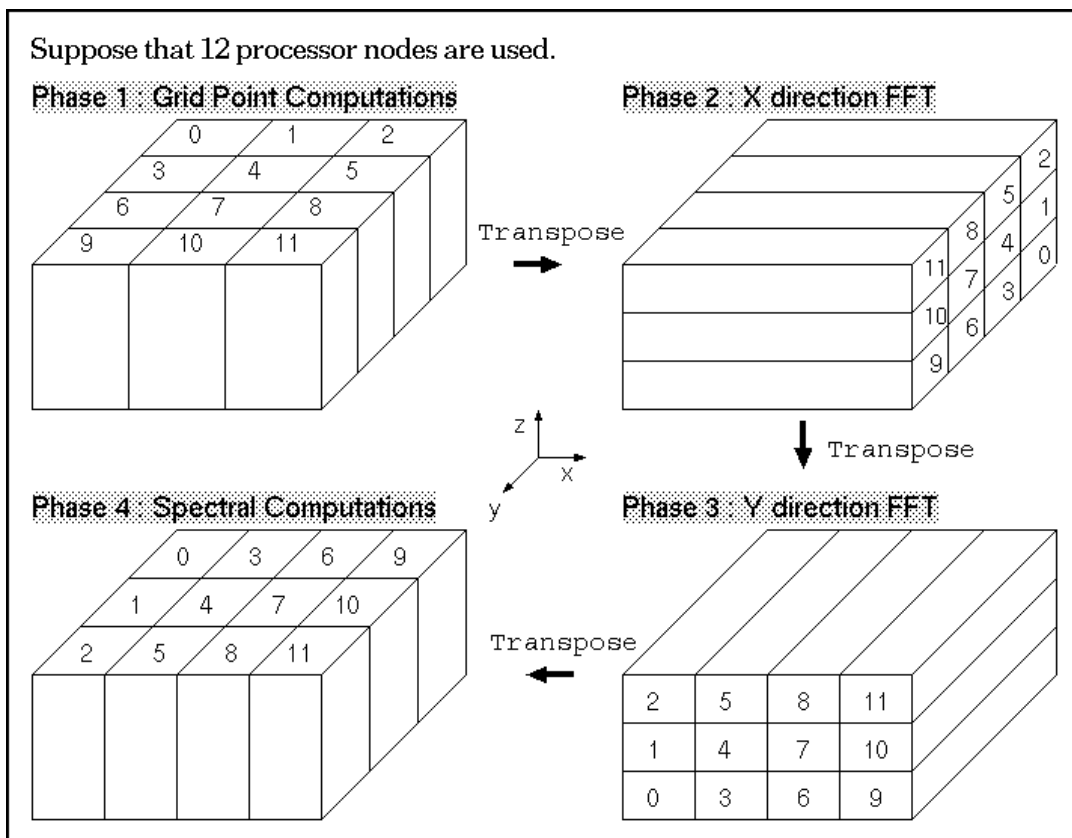 Suppose that 12 processor nodes are used.
Phase 1 : Grid Point Computations
0 1 2
3 4 5
6 7 8
9 10 11
Transpose
Phase 2 : X direction FFT
2
5
1
8
4
0
11
7
3
10
6
9
Transpose
z
x
y
Phase 4 : Spectral Computations
0 3 6 9
1 4 7 10
2 5 8 11
Transpose
Phase 3 : Y direction FFT
2 5 8 11
1 4 7 10
0 3 6 9